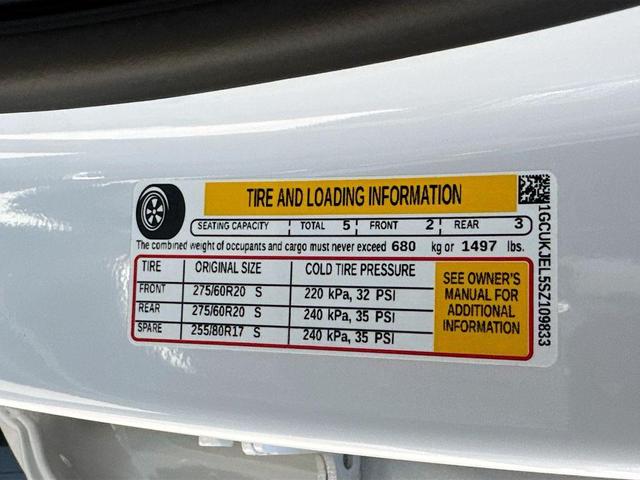 TIRE AND LOADING INFORMATION
SEATING CAPACITY TOTAL 5 FRONT 2 REAR 3
The combined weight of occupants and cargo must never exceed 680 kg or 1497 lbs.
TIRE ORIGINAL SIZE COLD TIRE PRESSURE
FRONT 275/60R20 S 220 kPa, 32 PSI
REAR 275/60R20 S 240 kPa, 35 PSI
SPARE 255/80R17 S 240 kPa, 35 PSI
SEE OWNER'S
MANUAL FOR
ADDITIONAL
INFORMATION
1GCUKJEL5SZ109833